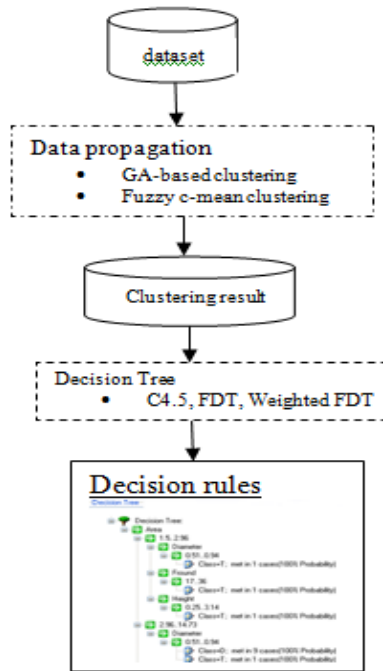 dataset
Data propagation
• GA-based clustering
• Fuzzy c-mean clustering
Clustering result
Decision Tree
• C4.5, FDT, Weighted FDT
Decision rules
Decision Tree
Decision Tree
Area
1.5..2.96
Diameter
0.51..0.94
Class=T; met in 1 cases(100% Probability)
Found
17..36
Class=T; met in 1 cases(100% Probability)
Height
0.25..3.14
Class=T; met in 1 cases(100% Probability)
2.96..14.73
Diameter
0.51..0.94
Class=O; met in 9 cases(100% Probability)
Class=T; met in 1 cases(100% Probability)